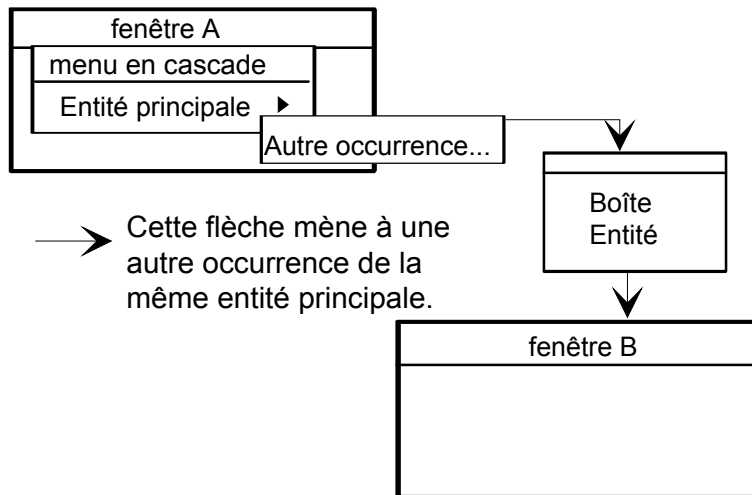 fenêtre A
menu en cascade
Entité principale
Autre occurrence...
Boîte
Entité
Cette flèche mène à une
autre occurrence de la
même entité principale.
fenêtre B